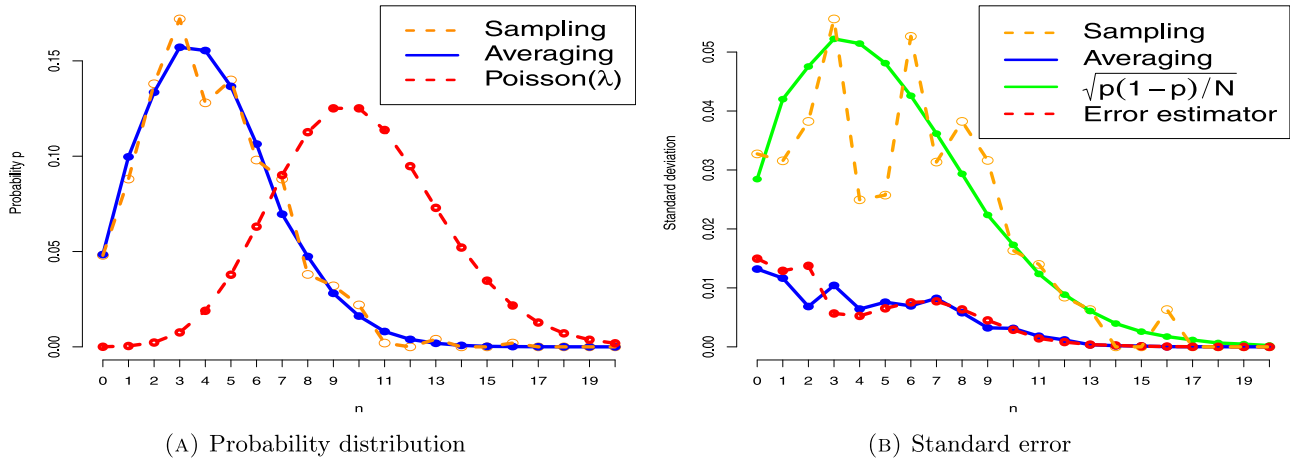 Sampling
Averaging
Poisson(λ)
Probability p
0.00 0.05 0.10 0.15
0 1 2 3 4 5 6 7 8 9 11 13 15 17 19
n
(A) Probability distribution
Sampling
Averaging
√p(1−p)/N
Error estimator
Standard deviation
0.00 0.01 0.02 0.03 0.04 0.05
0 1 2 3 4 5 6 7 8 9 11 13 15 17 19
n
(B) Standard error